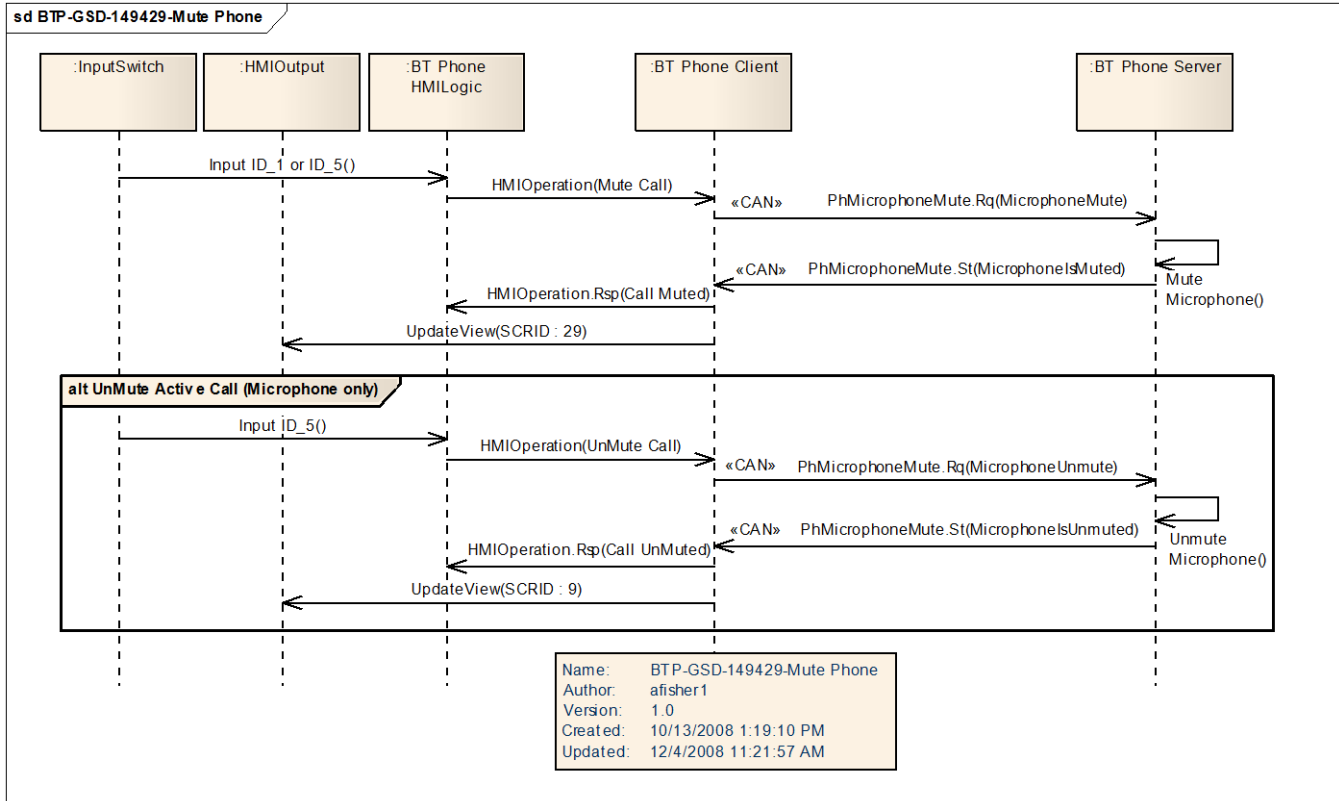 sd BTP-GSD-149429-Mute Phone
:InputSwitch
:HMIOutput
:BT Phone
HMILogic
:BT Phone Client
:BT Phone Server
Input ID_1 or ID_5()
HMIOperation(Mute Call)
«CAN» PhMicrophoneMute.Rq(MicrophoneMute)
Mute
Microphone()
«CAN» PhMicrophoneMute.St(MicrophoneIsMuted)
HMIOperation.Rsp(Call Muted)
UpdateView(SCRID : 29)
alt UnMute Active Call (Microphone only)
Input ID_5()
HMIOperation(UnMute Call)
«CAN» PhMicrophoneMute.Rq(MicrophoneUnmute)
Unmute
Microphone()
«CAN» PhMicrophoneMute.St(MicrophoneIsUnmuted)
HMIOperation.Rsp(Call UnMuted)
UpdateView(SCRID : 9)
Name: BTP-GSD-149429-Mute Phone
Author: afisher1
Version: 1.0
Created: 10/13/2008 1:19:10 PM
Updated: 12/4/2008 11:21:57 AM